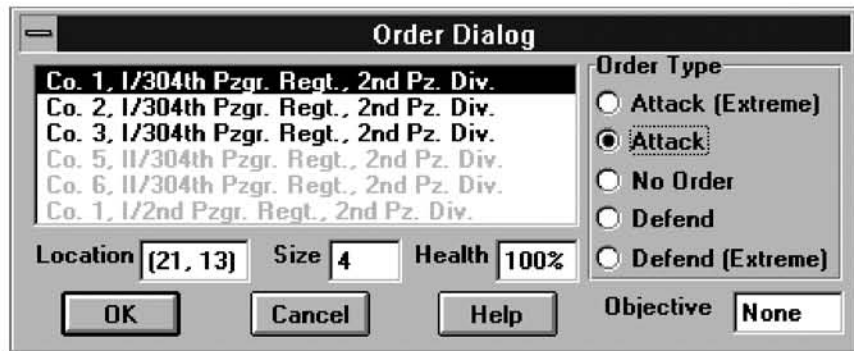 Order Dialog
Co. 1, I/304th Pzgr. Regt., 2nd Pz. Div.
Co. 2, I/304th Pzgr. Regt., 2nd Pz. Div.
Co. 3, I/304th Pzgr. Regt., 2nd Pz. Div.
Co. 5, II/304th Pzgr. Regt., 2nd Pz. Div.
Co. 6, II/304th Pzgr. Regt., 2nd Pz. Div.
Co. 1, I/2nd Pzgr. Regt., 2nd Pz. Div.
Location (21, 13) Size 4 Health 100%
OK Cancel Help
Order Type
Attack (Extreme)
Attack
No Order
Defend
Defend (Extreme)
Objective None